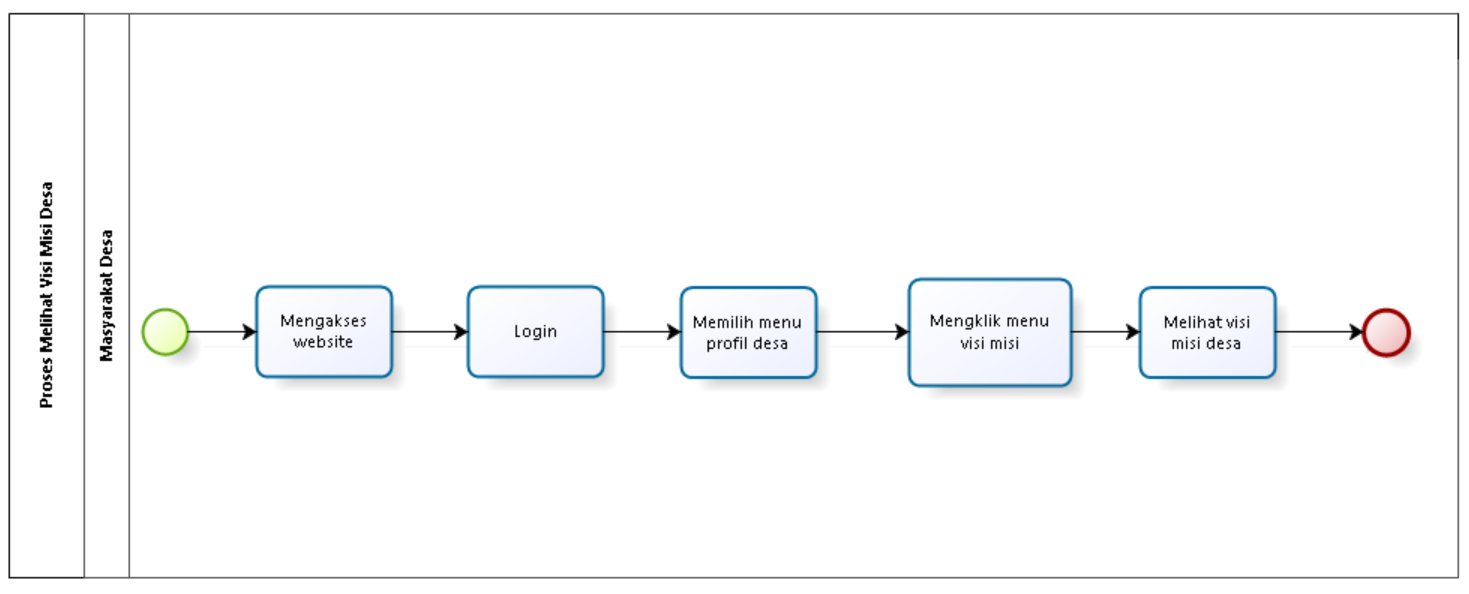 Proses Melihat Visi Misi Desa
Masyarakat Desa
Mengakses
website
Login
Memilih menu
profil desa
Mengklik menu
visi misi
Melihat visi
misi desa